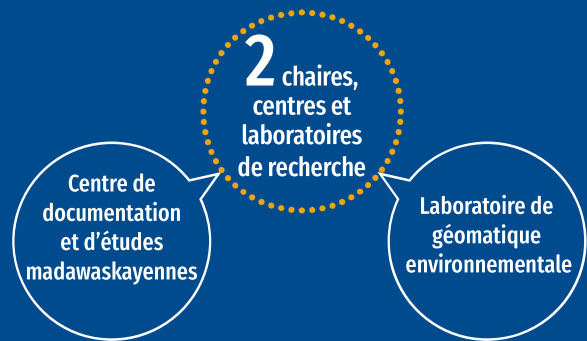 2 chaires,
centres et
laboratoires
de recherche
Centre de
documentation
et d'études
madawaskayennes
Laboratoire de
géomatique
environnementale